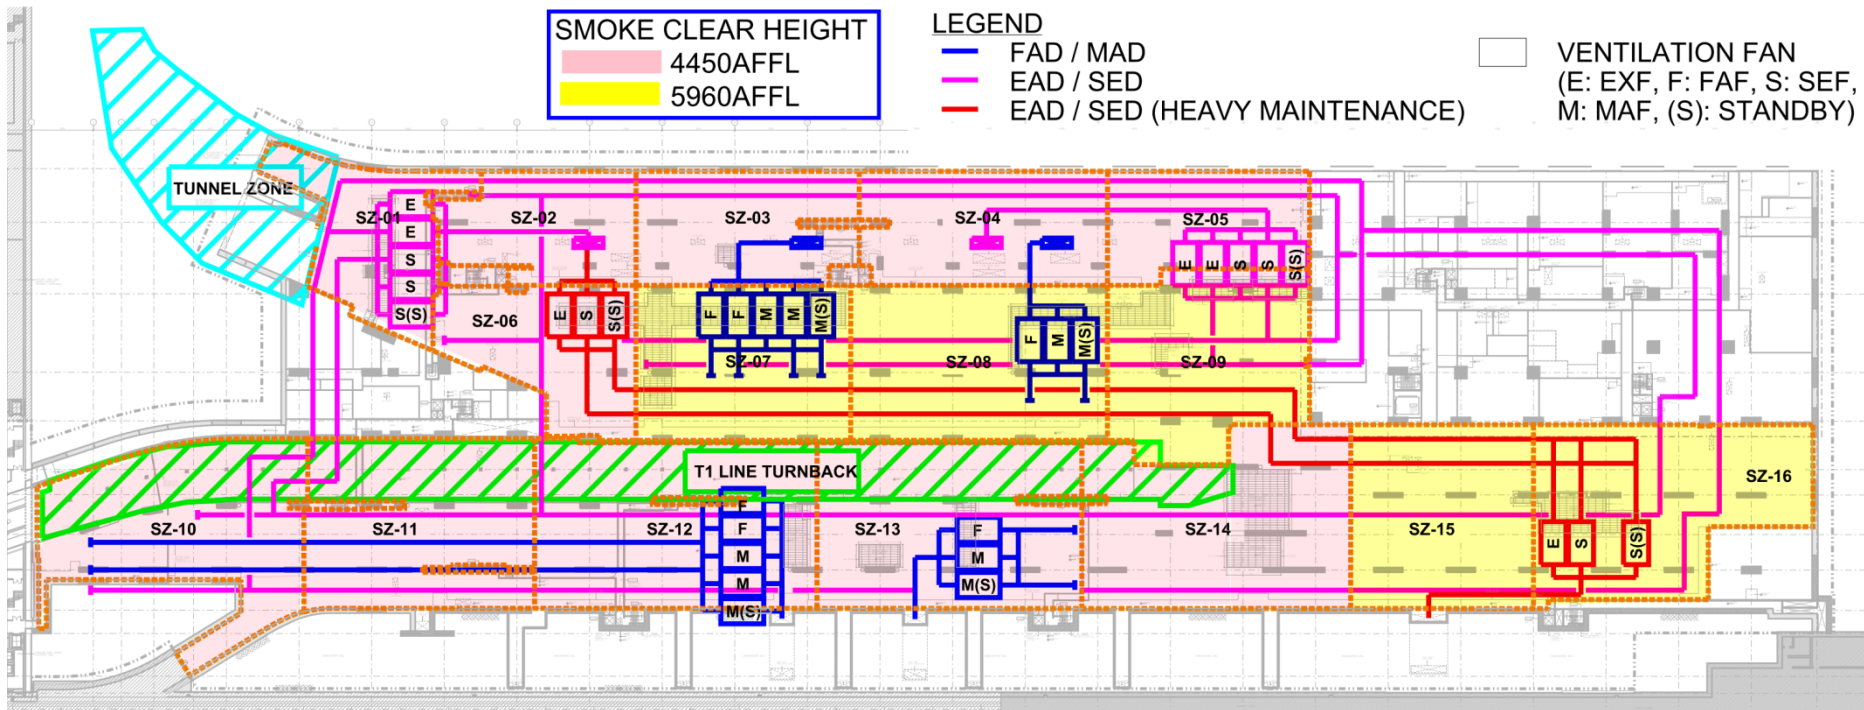 SMOKE CLEAR HEIGHT
4450AFFL
5960AFFL
LEGEND
FAD / MAD
EAD / SED
EAD / SED (HEAVY MAINTENANCE)
VENTILATION FAN
(E: EXF, F: FAF, S: SEF,
M: MAF, (S): STANDBY)
TUNNEL ZONE
SZ-01
SZ-02
SZ-03
SZ-04
SZ-05
E
E
S
S
S(S)
E
E
S
S
S(S)
SZ-06
E
S
S(S)
F
F
M
M
M(S)
F
M
M(S)
SZ-07
SZ-08
SZ-09
T1 LINE TURNBACK
SZ-16
SZ-10
SZ-11
SZ-12
F
F
M
M
M(S)
SZ-13
F
M
M(S)
SZ-14
SZ-15
E
S
S(S)